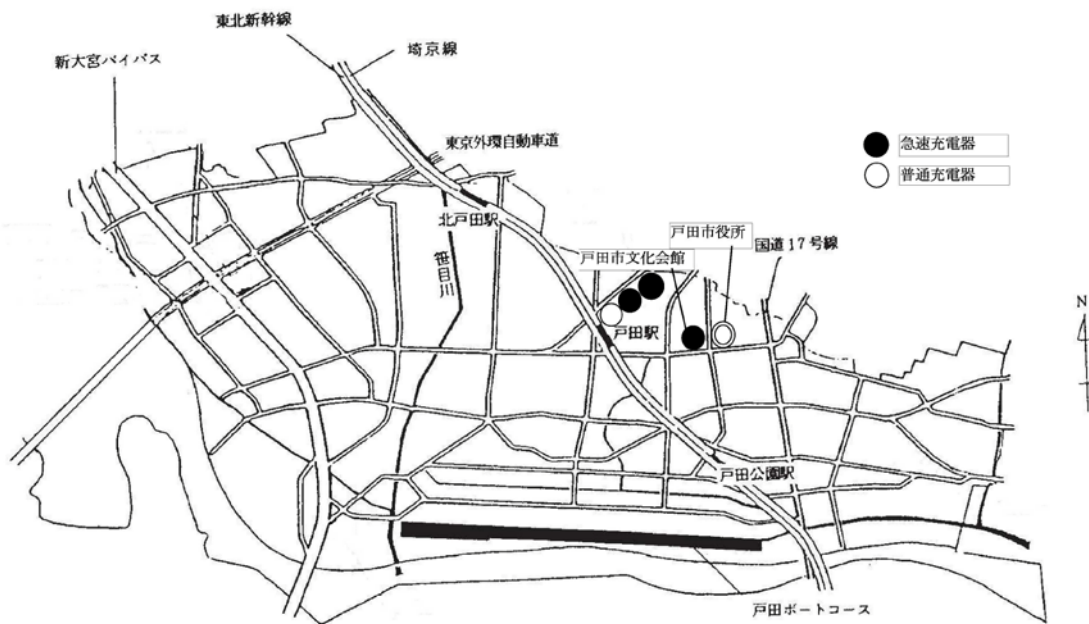 東北新幹線
埼京線
新大宮バイパス
東京外環自動車道
急速充電器
普通充電器
北戸田駅
戸田市役所
国道17号線
戸田市文化会館
笹目川
N
戸田駅
戸田公園駅
戸田ボートコース